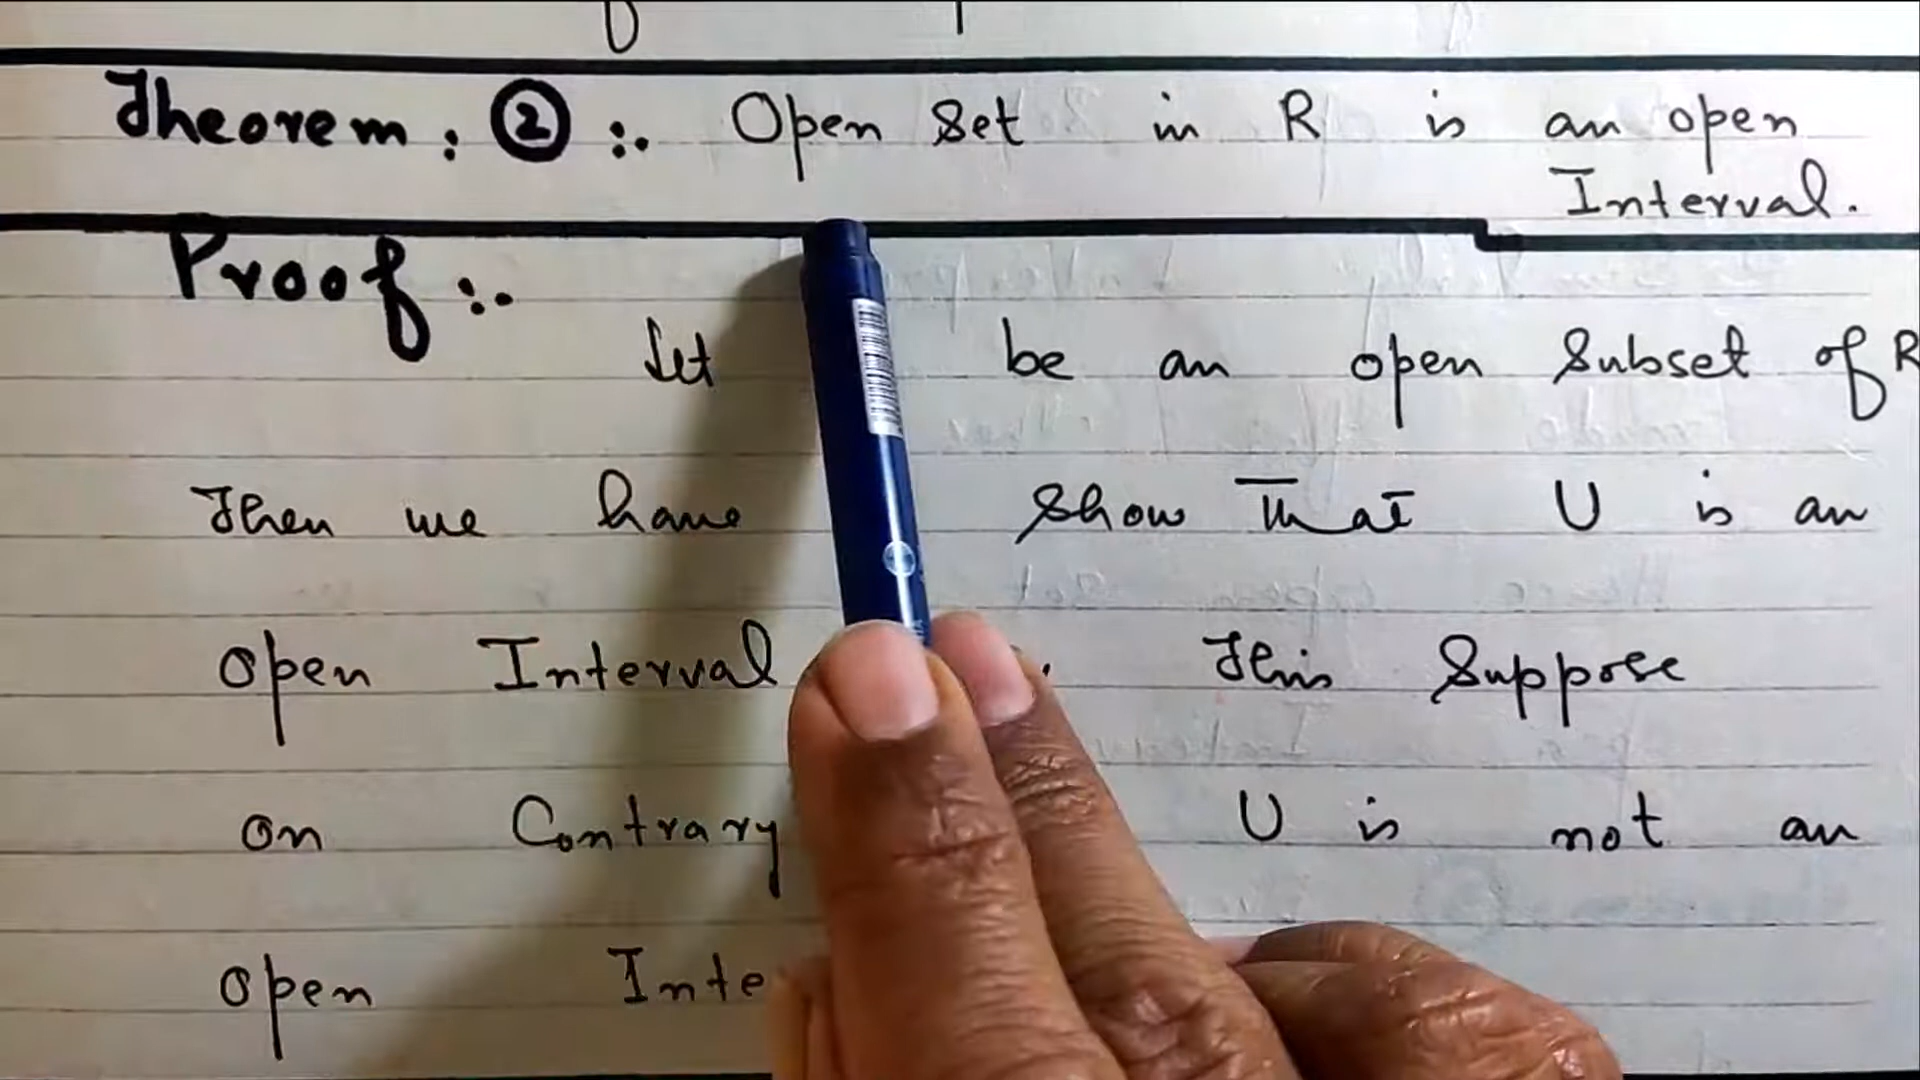 Theorem : ② :. Open Set in R is an open
Interval.
Proof :.
Let be an open Subset of R
Then we have Show That U is an
Open Interval . This Suppose
on Contrary U is not an
open Inte